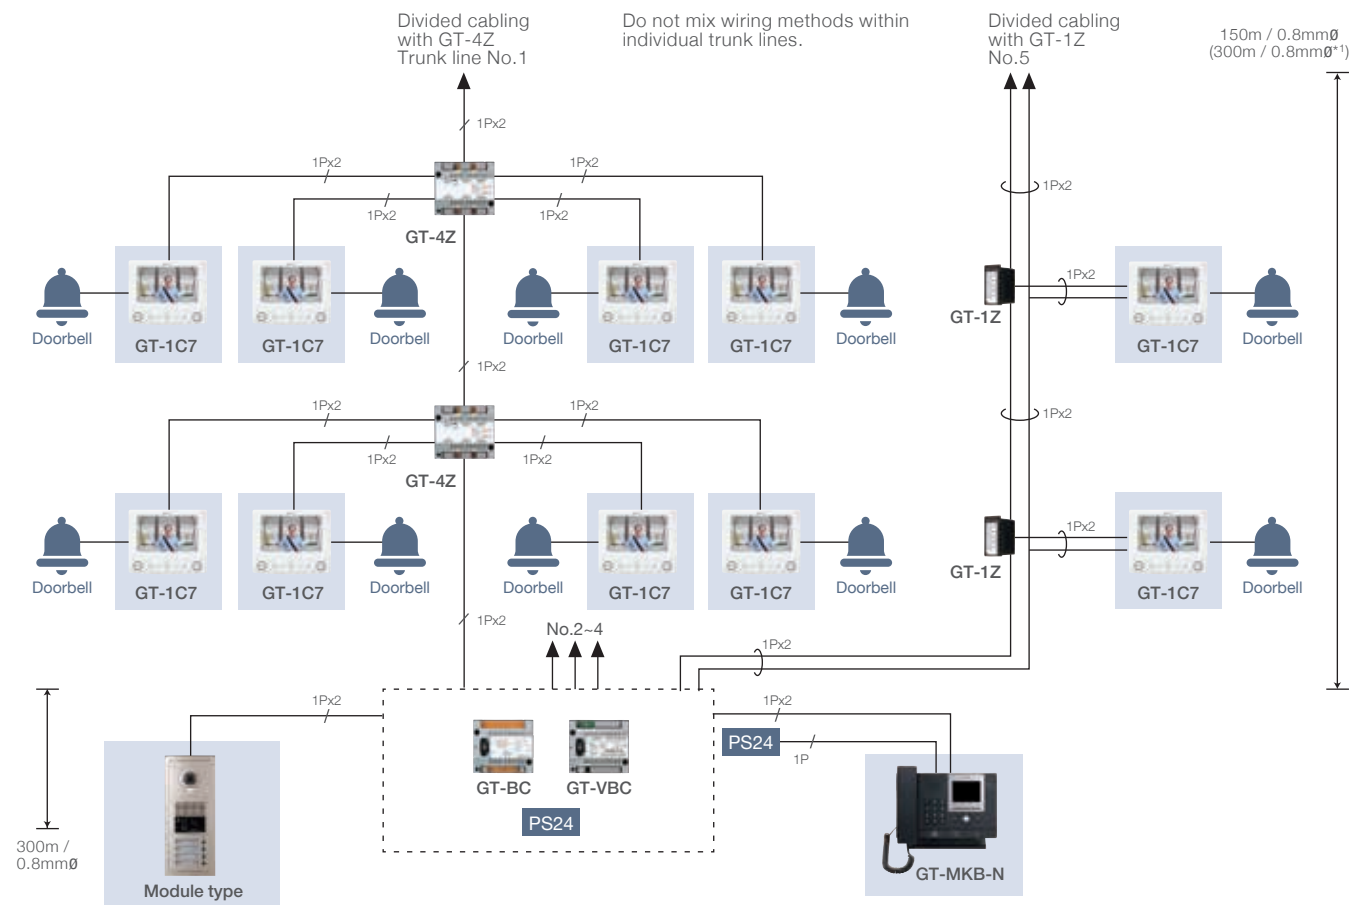 Divided cabling
with GT-4Z
Trunk line No.1
Do not mix wiring methods within
individual trunk lines.
Divided cabling
with GT-1Z
No.5
150m / 0.8mmØ
(300m / 0.8mmØ*1)
1Px2
1Px2
1Px2
1Px2
1Px2
1Px2
GT-4Z
GT-1Z
1Px2
Doorbell
GT-1C7
GT-1C7
Doorbell
Doorbell
GT-1C7
GT-1C7
Doorbell
GT-1C7
Doorbell
1Px2
1Px2
1Px2
1Px2
1Px2
1Px2
GT-4Z
GT-1Z
1Px2
Doorbell
GT-1C7
GT-1C7
Doorbell
Doorbell
GT-1C7
GT-1C7
Doorbell
GT-1C7
Doorbell
1Px2
No.2~4
1Px2
1Px2
1Px2
PS24
1P
GT-BC
GT-VBC
PS24
300m /
0.8mmØ
Module type
GT-MKB-N